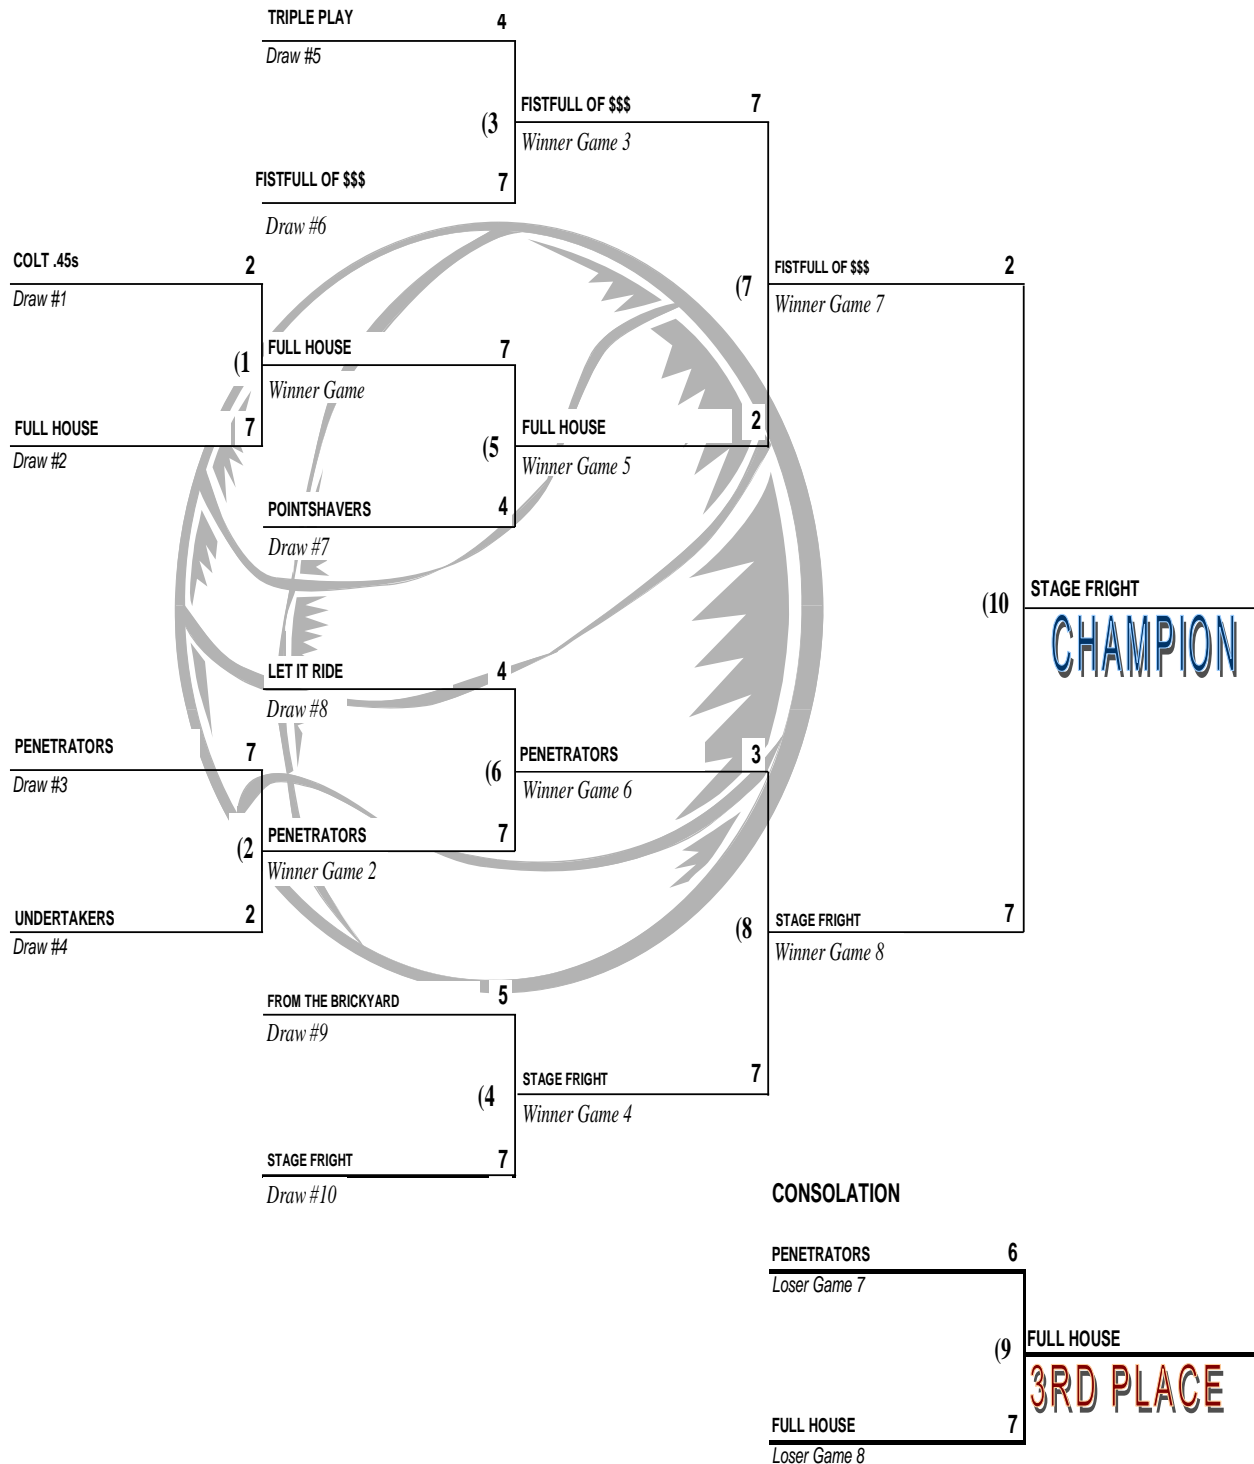 TRIPLE PLAY 4
Draw #5
FISTFULL OF $$$ 7
(3
Winner Game 3
FISTFULL OF $$$ 7
Draw #6
COLT .45s 2
Draw #1
FISTFULL OF $$$ 2
(7
Winner Game 7
FULL HOUSE 7
(1
Winner Game
FULL HOUSE 7
Draw #2
FULL HOUSE 2
(5
Winner Game 5
POINTSHAVERS 4
Draw #7
STAGE FRIGHT
(10
CHAMPION
LET IT RIDE 4
Draw #8
PENETRATORS 7
Draw #3
PENETRATORS 3
(6
Winner Game 6
PENETRATORS 7
(2
Winner Game 2
UNDERTAKERS 2
Draw #4
STAGE FRIGHT 7
(8
Winner Game 8
FROM THE BRICKYARD 5
Draw #9
STAGE FRIGHT 7
(4
Winner Game 4
STAGE FRIGHT 7
Draw #10
CONSOLATION
PENETRATORS 6
Loser Game 7
FULL HOUSE
(9
3RD PLACE
FULL HOUSE 7
Loser Game 8